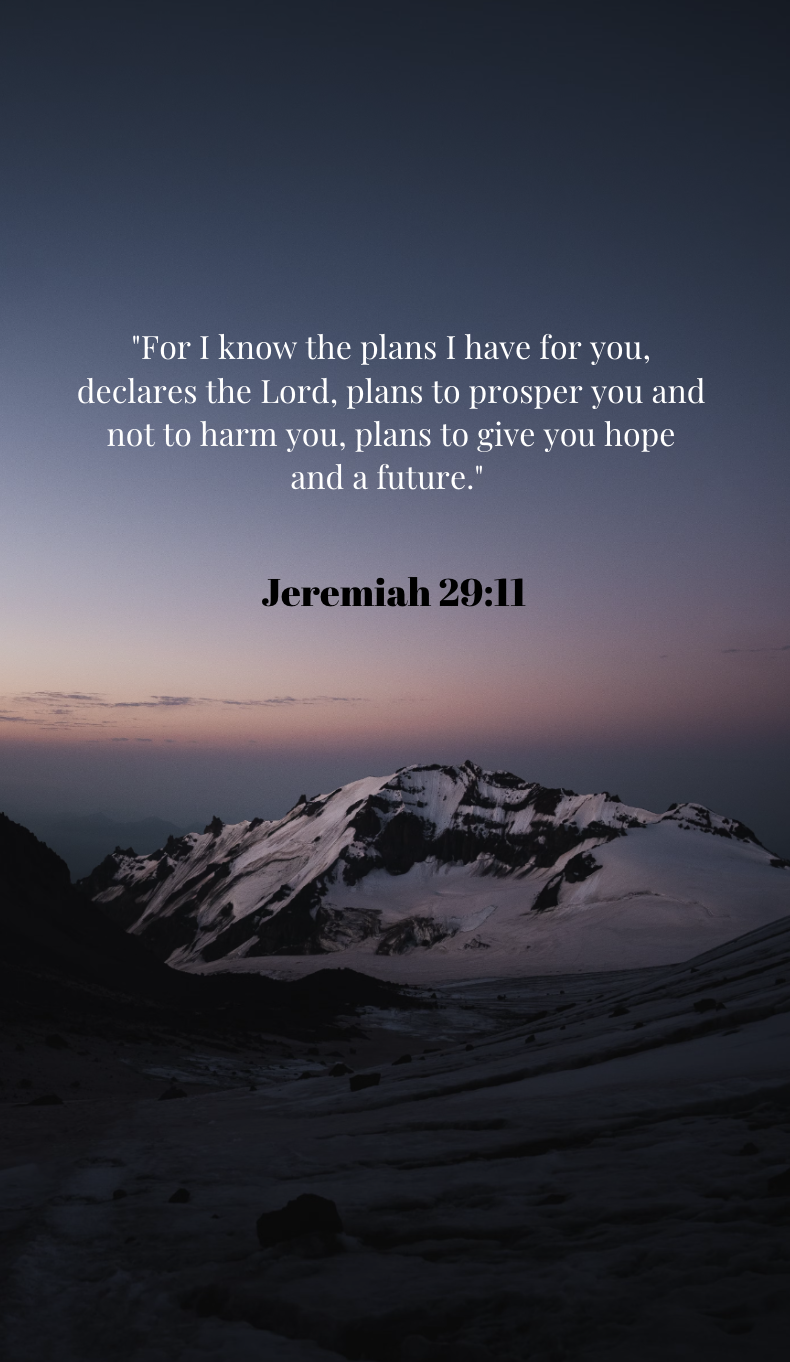 "For I know the plans I have for you,
declares the Lord, plans to prosper you and
not to harm you, plans to give you hope
and a future."
Jeremiah 29:11